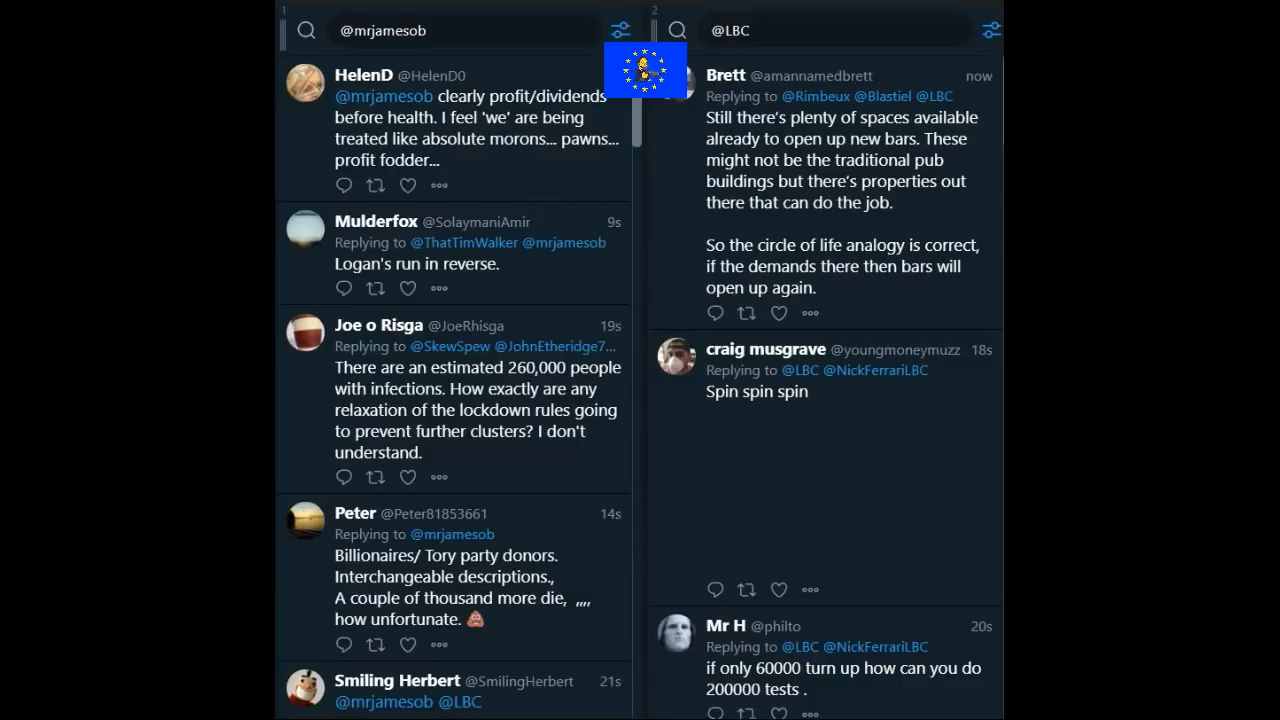 1
@mrjamesob
HelenD @HelenD0
@mrjamesob clearly profit/dividends
before health. I feel 'we' are being
treated like absolute morons... pawns...
profit fodder...
Mulderfox @SolaymaniAmir 9s
Replying to @ThatTimWalker @mrjamesob
Logan's run in reverse.
Joe o Risga @JoeRhisga 19s
Replying to @SkewSpew @JohnEtheridge7...
There are an estimated 260,000 people
with infections. How exactly are any
relaxation of the lockdown rules going
to prevent further clusters? I don't
understand.
Peter @Peter81853661 14s
Replying to @mrjamesob
Billionaires/ Tory party donors.
Interchangeable descriptions.,
A couple of thousand more die, ,,,,
how unfortunate. 💩
Smiling Herbert @SmilingHerbert 21s
@mrjamesob @LBC
2
@LBC
Brett @amannamedbrett now
Replying to @Rimbeux @Blastiel @LBC
Still there's plenty of spaces available
already to open up new bars. These
might not be the traditional pub
buildings but there's properties out
there that can do the job.
So the circle of life analogy is correct,
if the demands there then bars will
open up again.
craig musgrave @youngmoneymuzz 18s
Replying to @LBC @NickFerrariLBC
Spin spin spin
Mr H @philto 20s
Replying to @LBC @NickFerrariLBC
if only 60000 turn up how can you do
200000 tests .